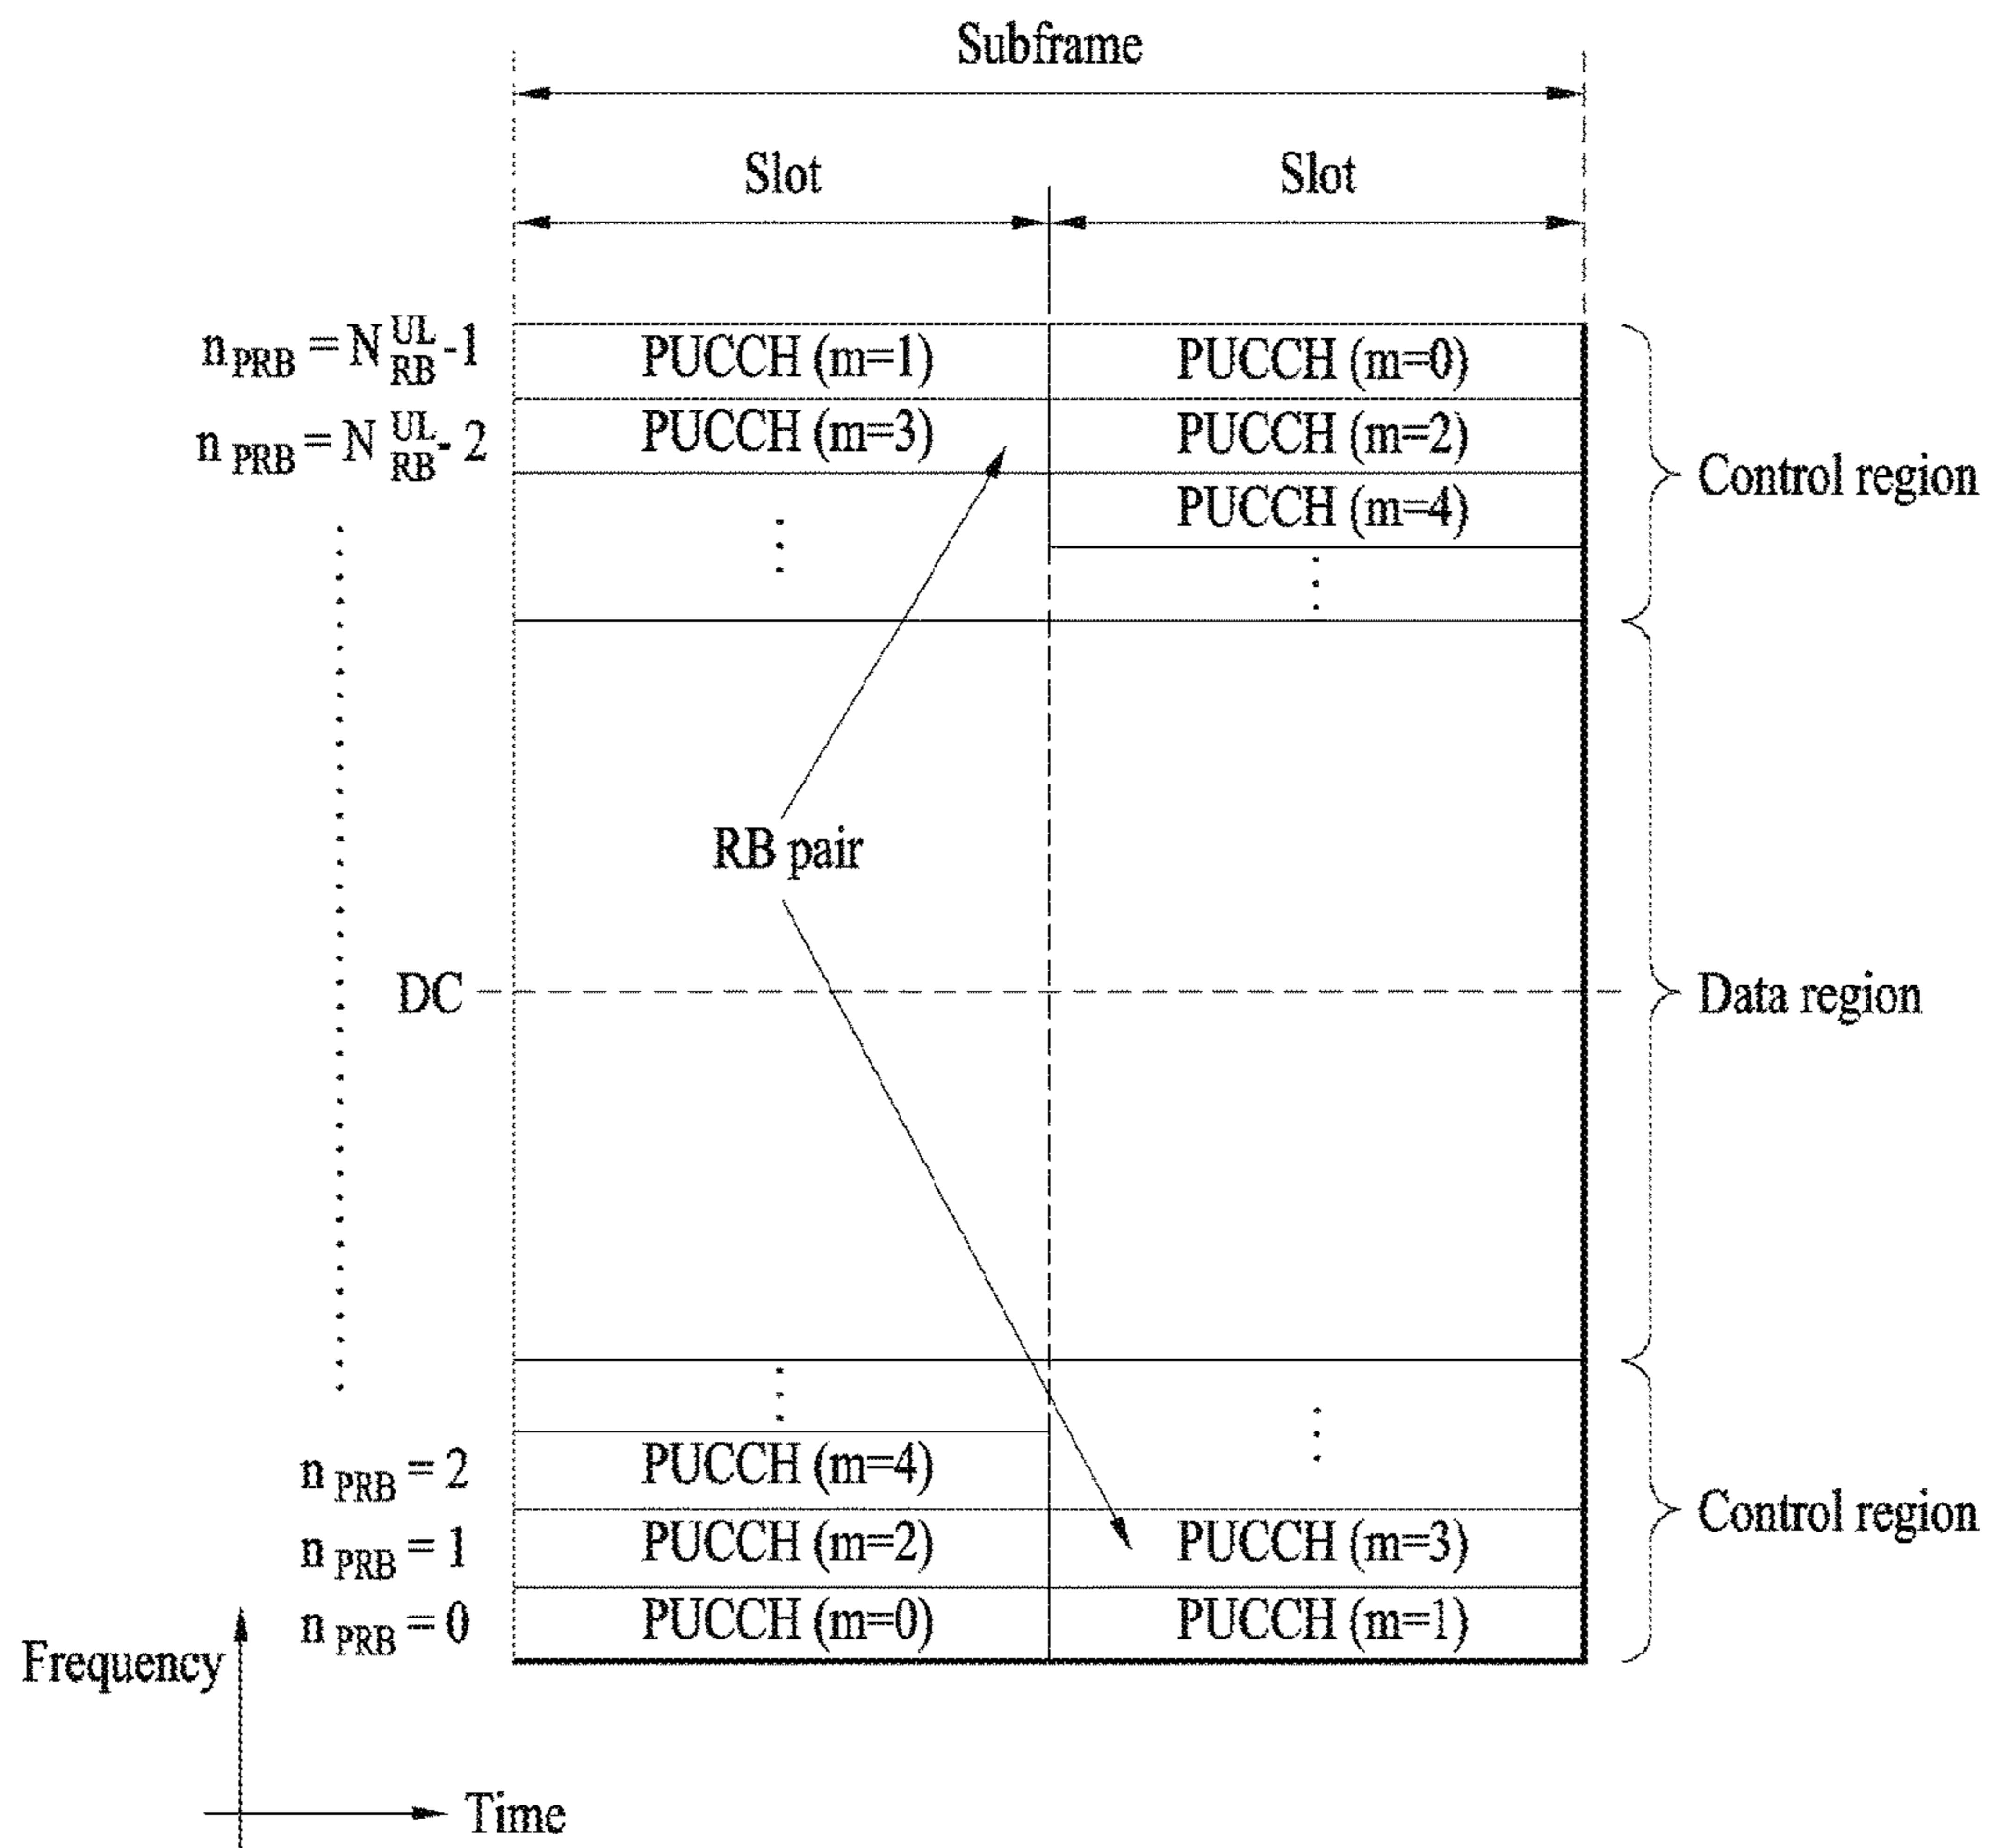 Subframe
Slot Slot
n PRB = N UL RB -1 PUCCH (m=1) PUCCH (m=0)
n PRB = N UL RB - 2 PUCCH (m=3) PUCCH (m=2)
Control region
PUCCH (m=4)
RB pair
DC
Data region
n PRB = 2 PUCCH (m=4)
Control region
n PRB = 1 PUCCH (m=2) PUCCH (m=3)
n PRB = 0 PUCCH (m=0) PUCCH (m=1)
Frequency
Time